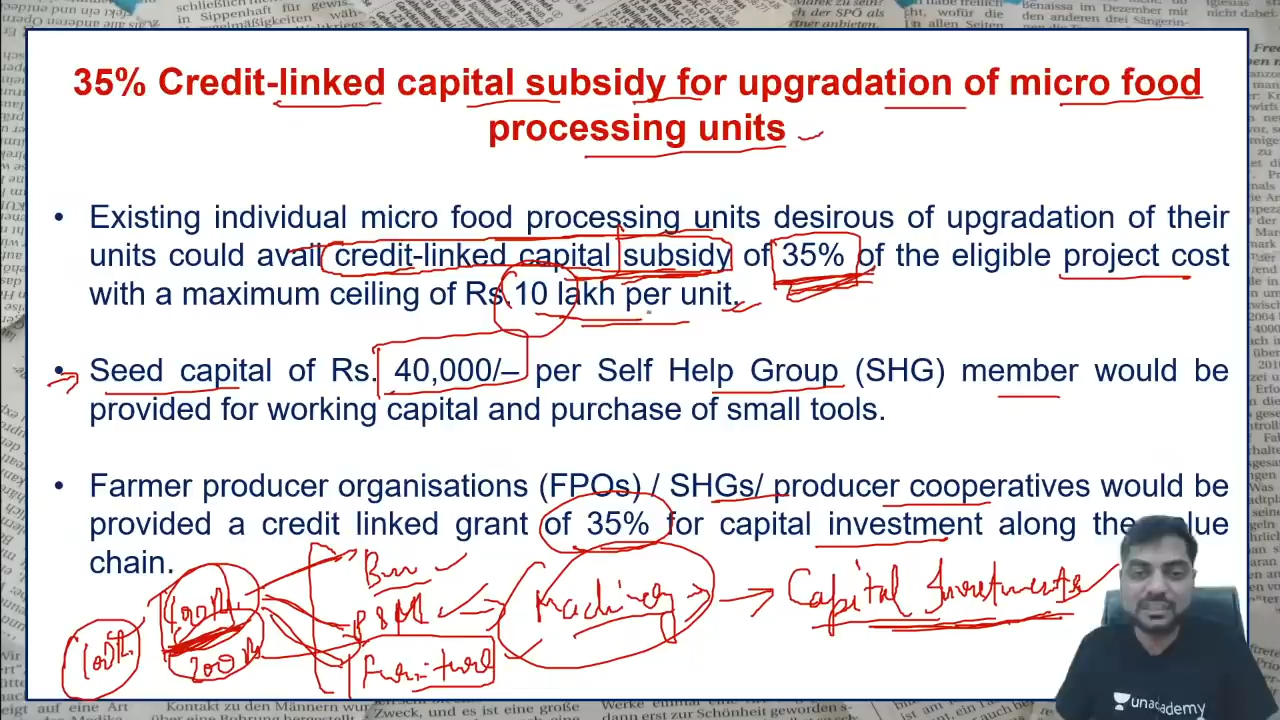 35% Credit-linked capital subsidy for upgradation of micro food
processing units
• Existing individual micro food processing units desirous of upgradation of their
units could avail credit-linked capital subsidy of 35% of the eligible project cost
with a maximum ceiling of Rs.10 lakh per unit.
• Seed capital of Rs. 40,000/– per Self Help Group (SHG) member would be
provided for working capital and purchase of small tools.
• Farmer producer organisations (FPOs) / SHGs/ producer cooperatives would be
provided a credit linked grant of 35% for capital investment along the value
chain.
P&M
Machinery
Capital Investments
Furniture
unacademy